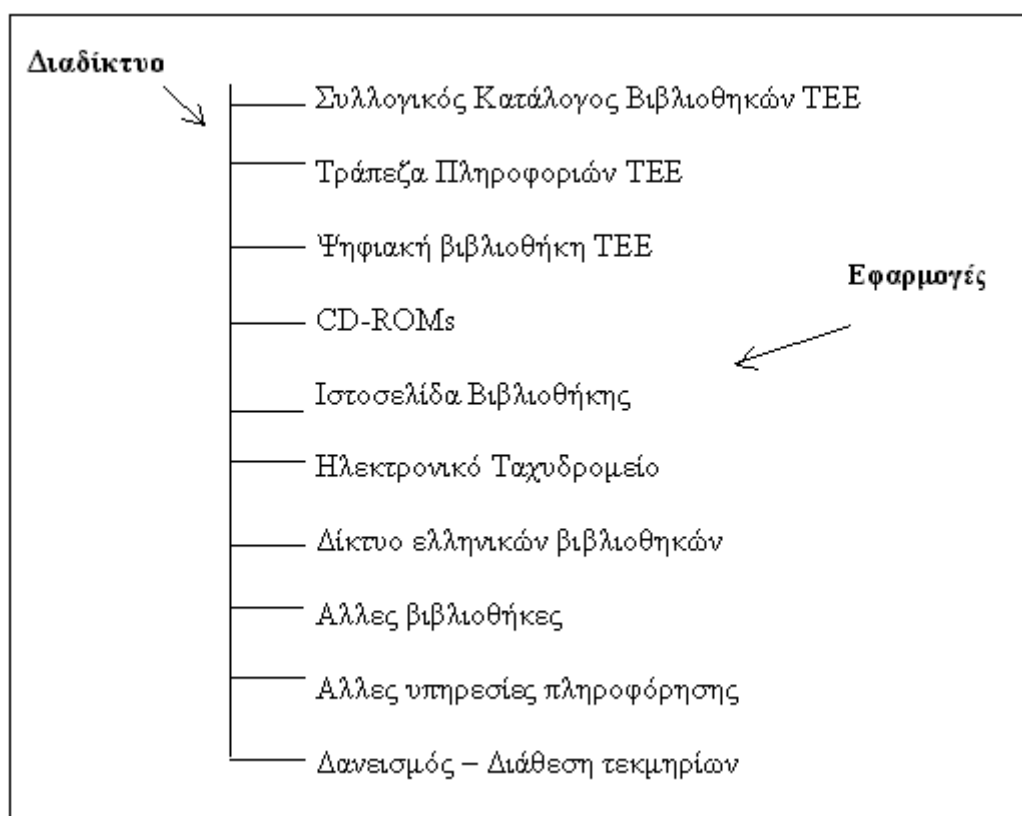 Διαδίκτυο
Συλλογικός Κατάλογος Βιβλιοθηκών ΤΕΕ
Τράπεζα Πληροφοριών ΤΕΕ
Ψηφιακή βιβλιοθήκη ΤΕΕ
Εφαρμογές
CD-ROMs
Ιστοσελίδα Βιβλιοθήκης
Ηλεκτρονικό Ταχυδρομείο
Δίκτυο ελληνικών βιβλιοθηκών
Αλλες βιβλιοθήκες
Αλλες υπηρεσίες πληροφόρησης
Δανεισμός – Διάθεση τεκμηρίων